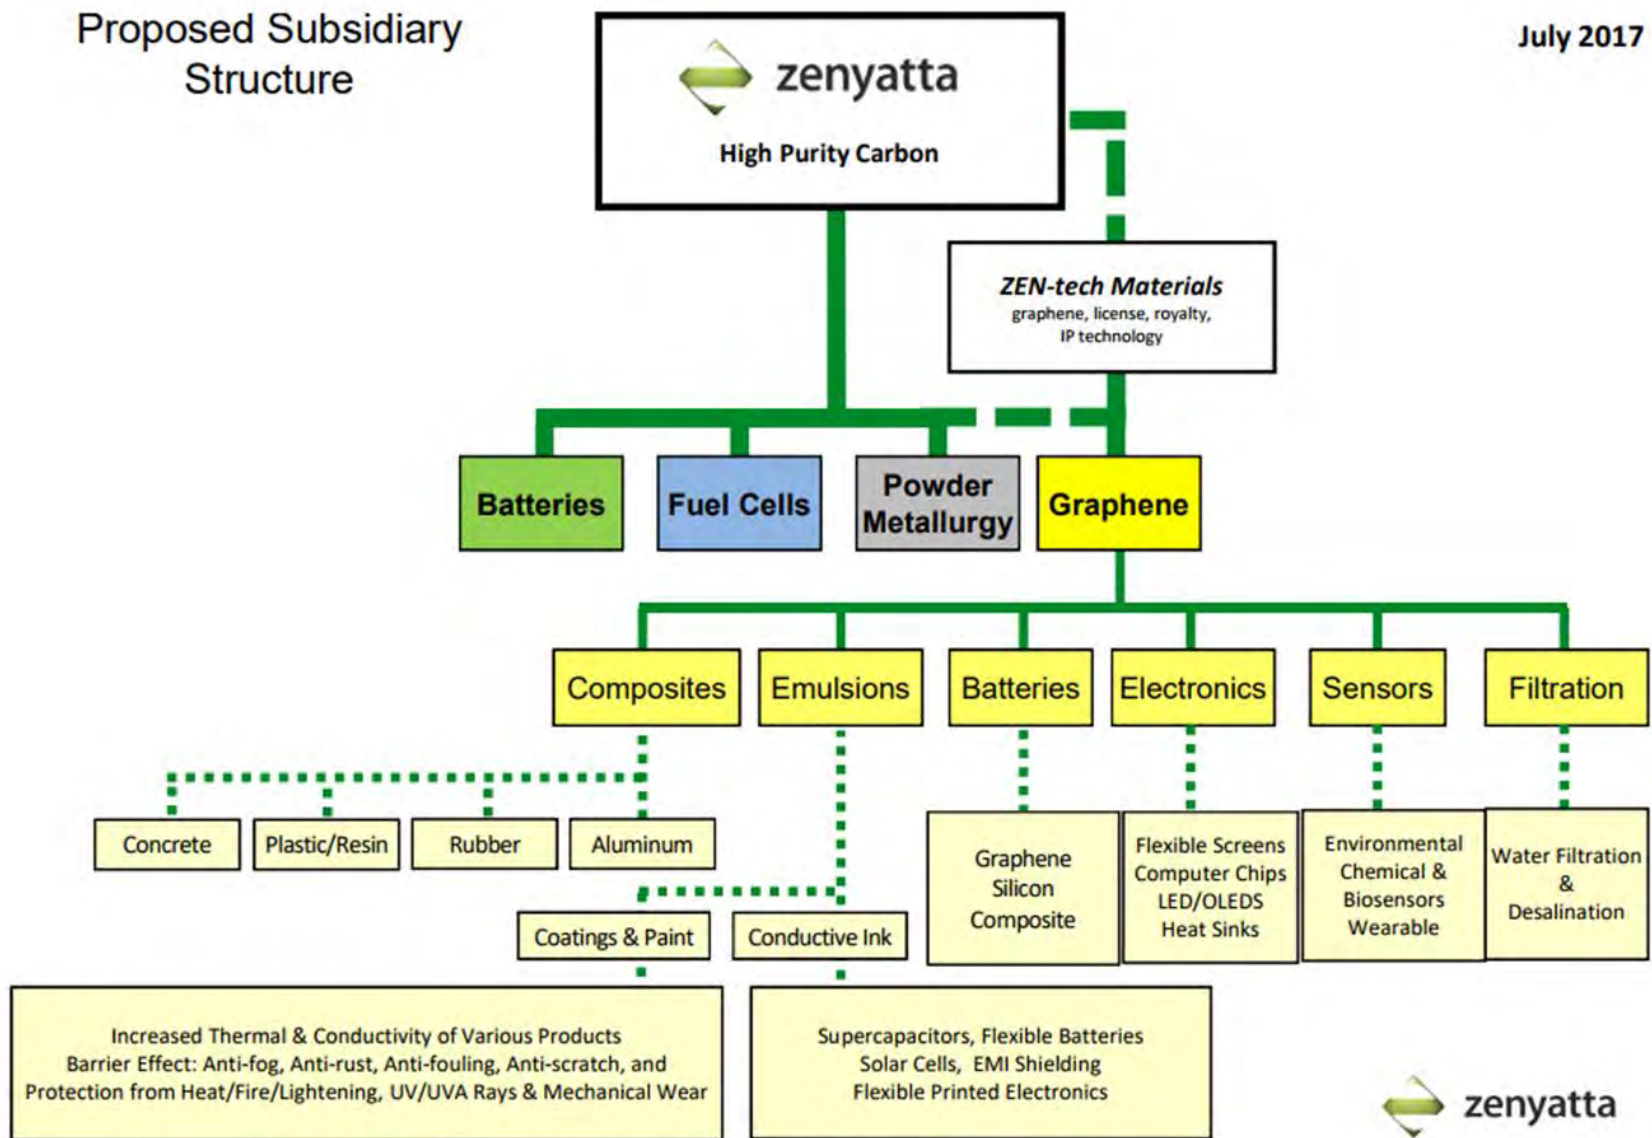 Proposed Subsidiary
Structure
July 2017
zenyatta
High Purity Carbon
ZEN-tech Materials
graphene, license, royalty,
IP technology
Batteries
Fuel Cells
Powder
Metallurgy
Graphene
Composites
Emulsions
Batteries
Electronics
Sensors
Filtration
Concrete
Plastic/Resin
Rubber
Aluminum
Graphene
Silicon
Composite
Flexible Screens
Computer Chips
LED/OLEDS
Heat Sinks
Environmental
Chemical &
Biosensors
Wearable
Water Filtration
&
Desalination
Coatings & Paint
Conductive Ink
Increased Thermal & Conductivity of Various Products
Barrier Effect: Anti-fog, Anti-rust, Anti-fouling, Anti-scratch, and
Protection from Heat/Fire/Lightening, UV/UVA Rays & Mechanical Wear
Supercapacitors, Flexible Batteries
Solar Cells, EMI Shielding
Flexible Printed Electronics
zenyatta